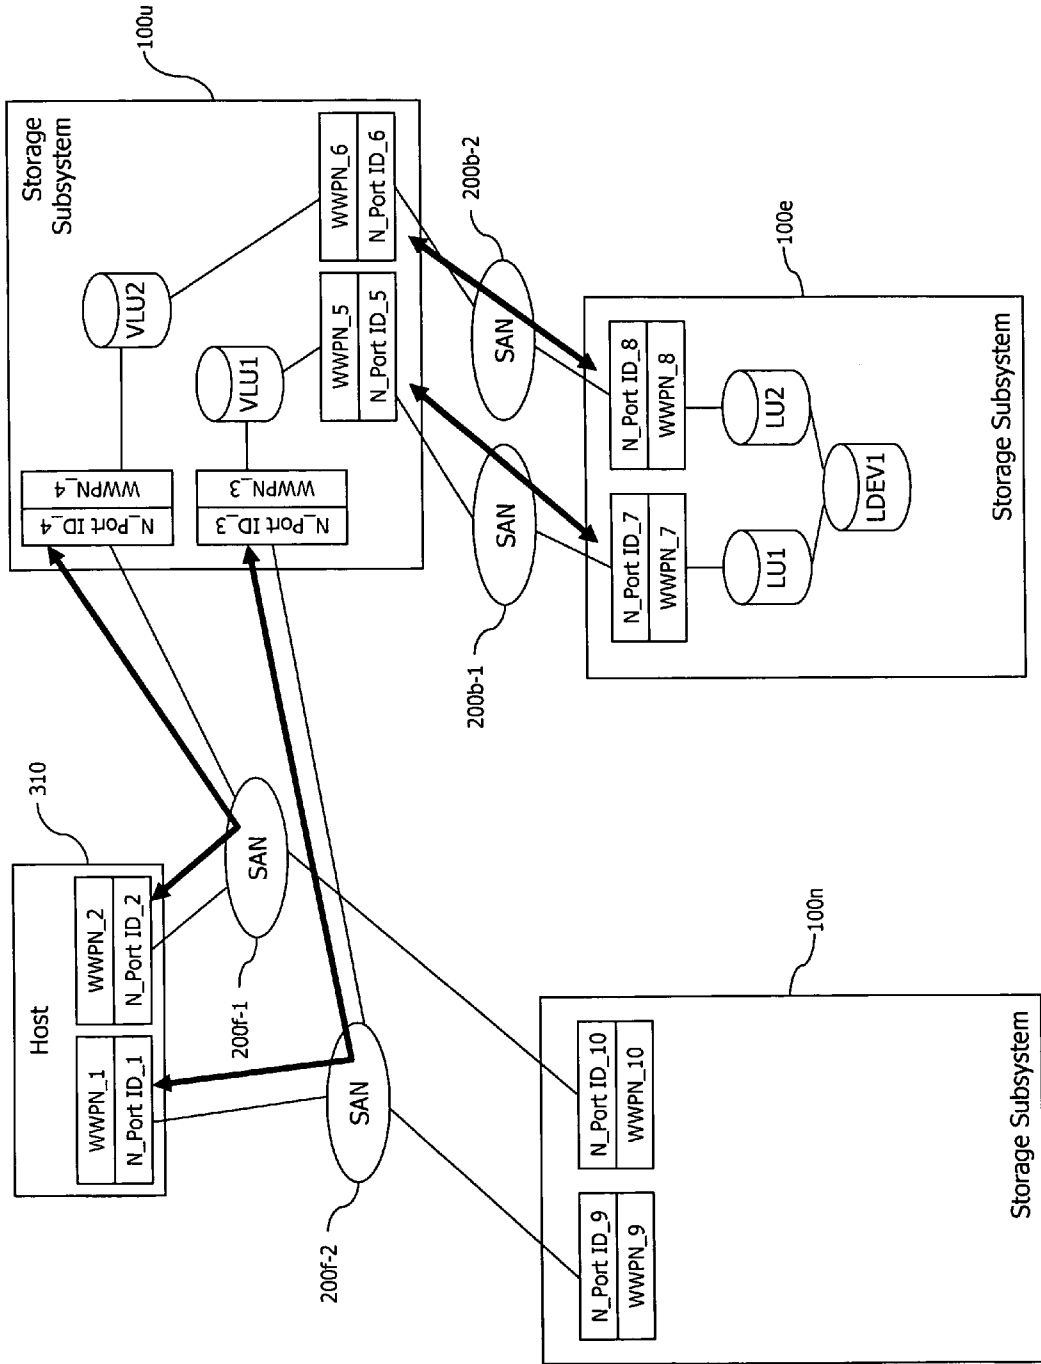 Host
WWPN_1
N_Port ID_1
WWPN_2
N_Port ID_2
310
200f-1
SAN
200f-2
SAN
Storage
Subsystem
100u
N_Port ID_4
WWPN_4
VLU2
N_Port ID_3
WWPN_3
VLU1
WWPN_5
N_Port ID_5
WWPN_6
N_Port ID_6
200b-1
SAN
200b-2
SAN
100e
N_Port ID_7
WWPN_7
N_Port ID_8
WWPN_8
LU1
LU2
LDEV1
Storage Subsystem
100n
N_Port ID_9
WWPN_9
N_Port ID_10
WWPN_10
Storage Subsystem